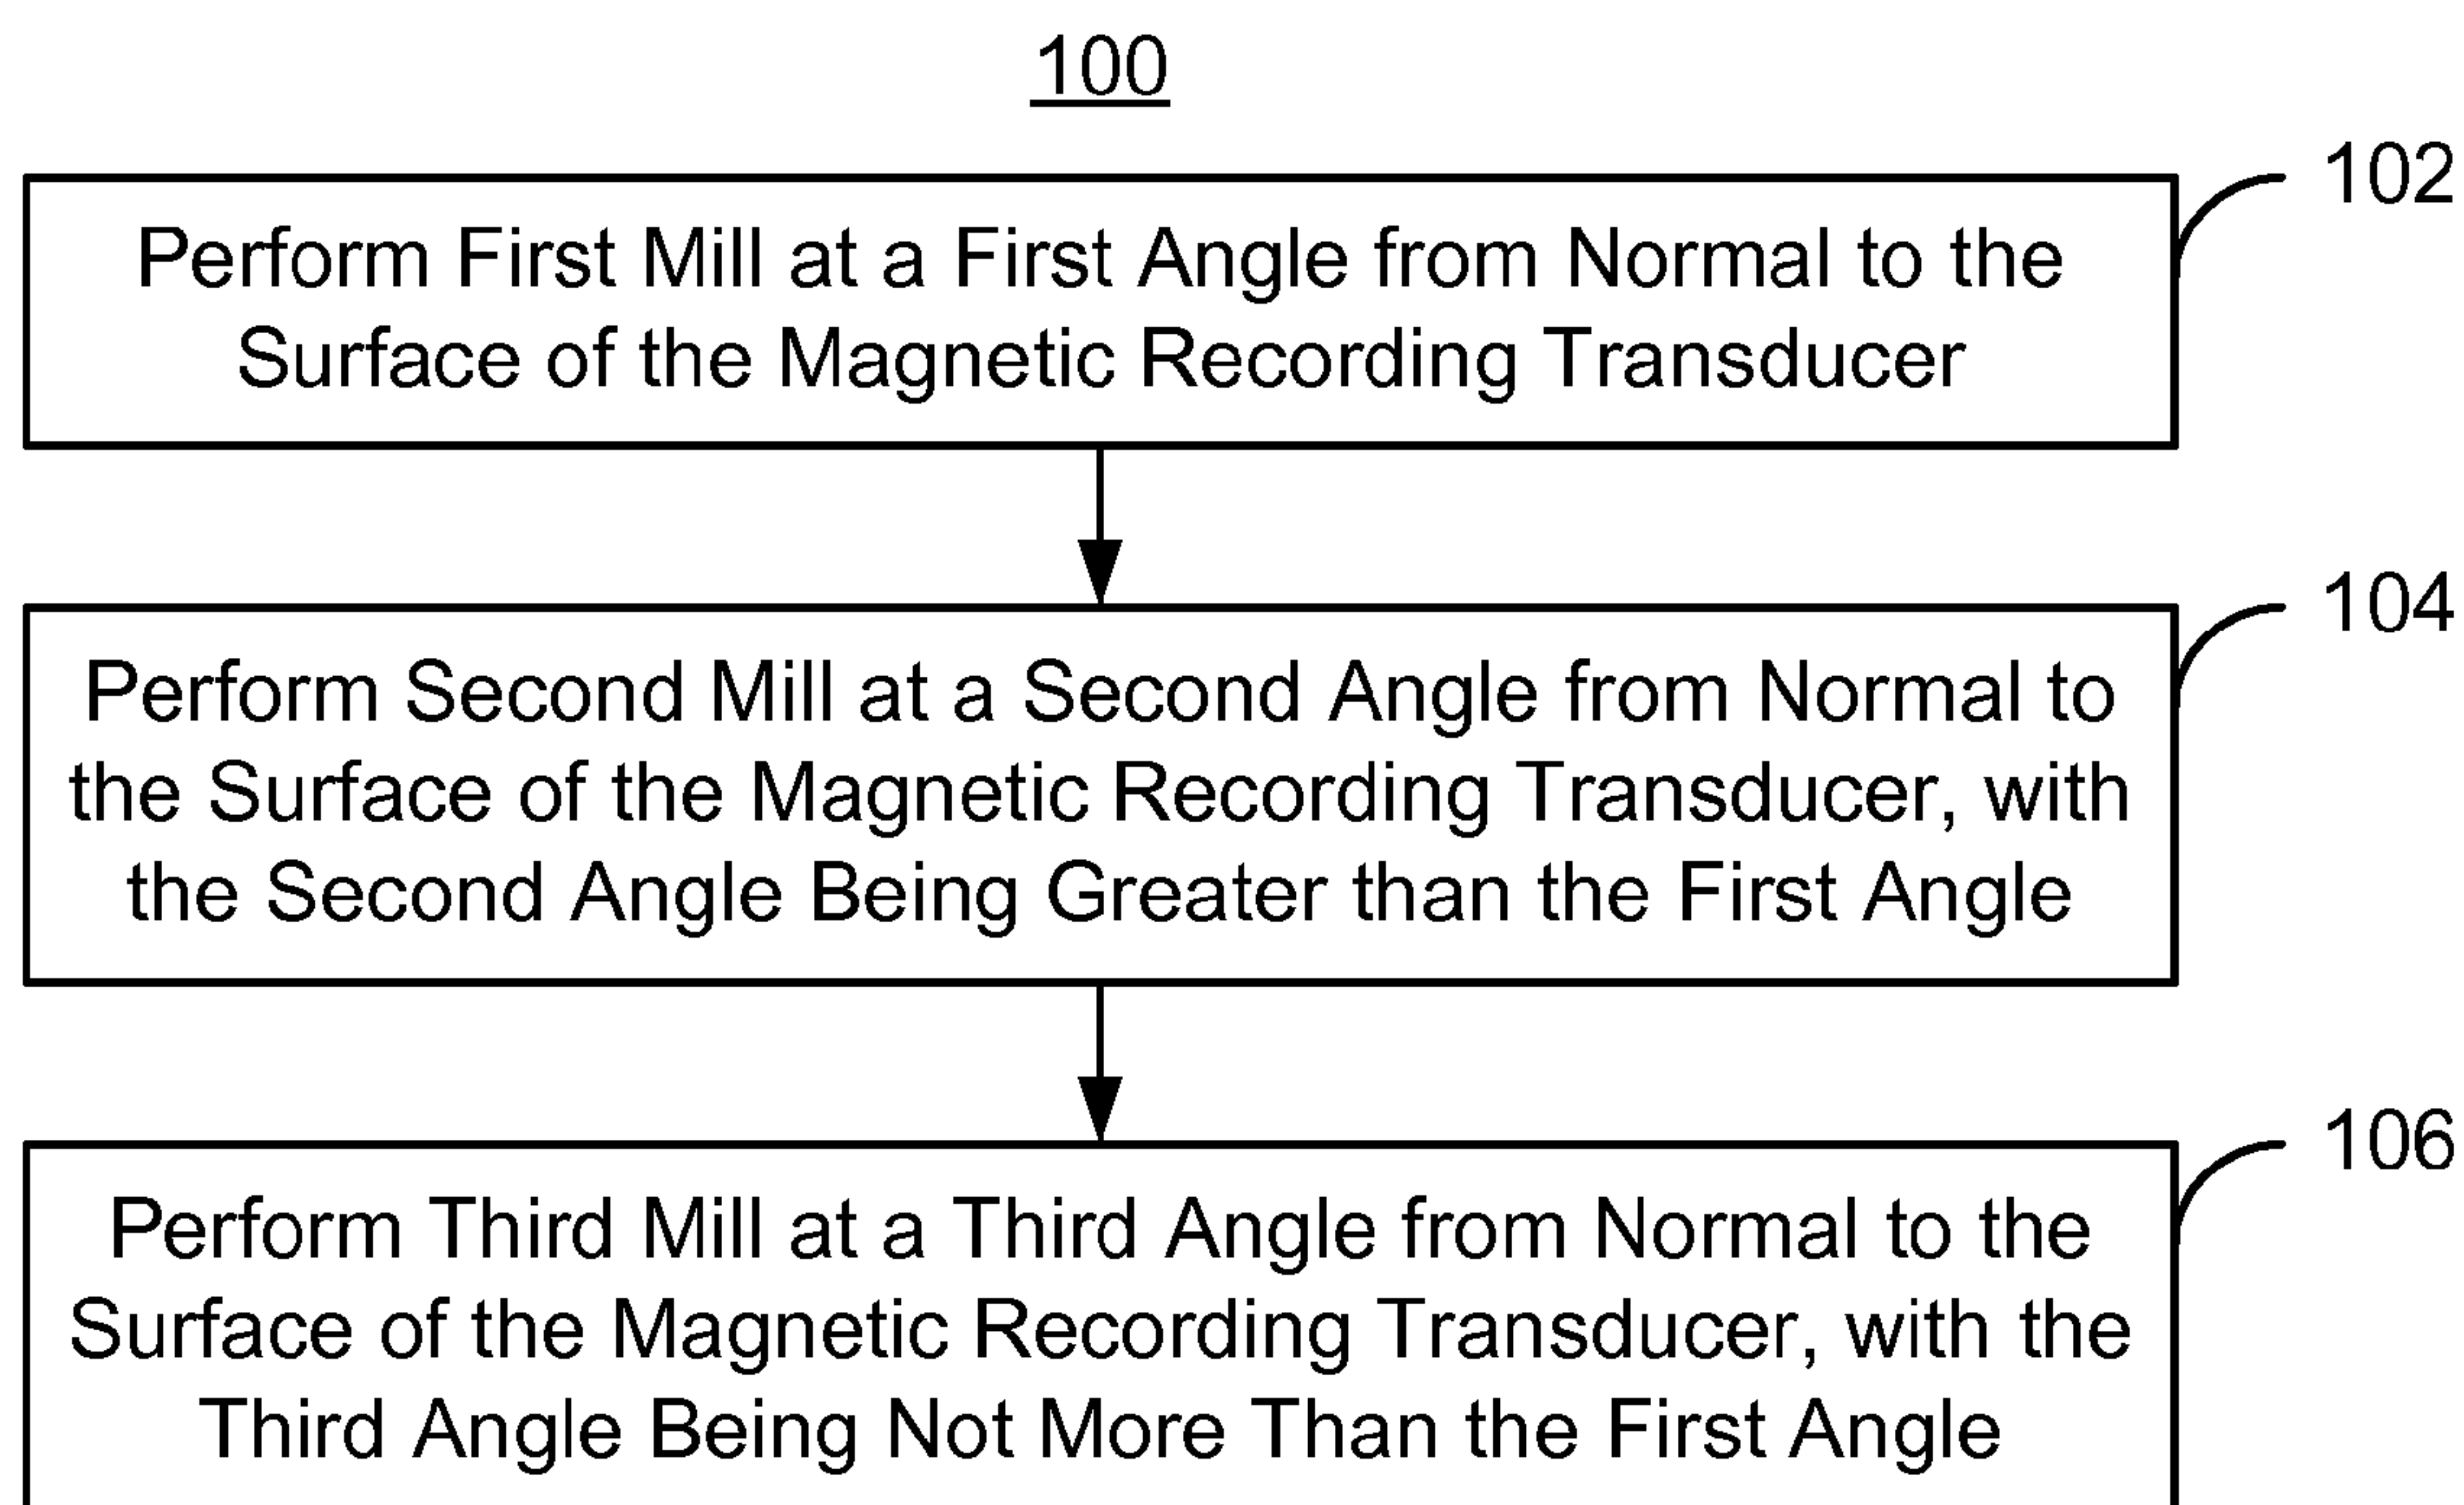 100
102
Perform First Mill at a First Angle from Normal to the
Surface of the Magnetic Recording Transducer
104
Perform Second Mill at a Second Angle from Normal to
the Surface of the Magnetic Recording Transducer, with
the Second Angle Being Greater than the First Angle
106
Perform Third Mill at a Third Angle from Normal to the
Surface of the Magnetic Recording Transducer, with the
Third Angle Being Not More Than the First Angle